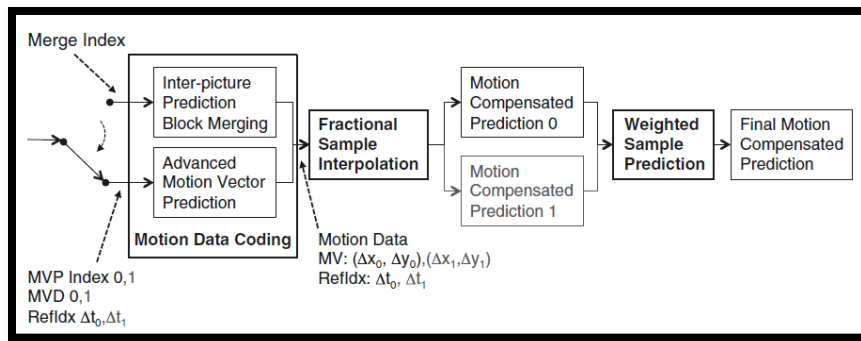 Merge Index
Inter-picture
Prediction
Block Merging
Advanced
Motion Vector
Prediction
Motion Data Coding
MVP Index 0,1
MVD 0,1
RefIdx Δt₀,Δt₁
Fractional
Sample
Interpolation
Motion Data
MV: (Δx₀, Δy₀),(Δx₁,Δy₁)
RefIdx: Δt₀, Δt₁
Motion
Compensated
Prediction 0
Motion
Compensated
Prediction 1
Weighted
Sample
Prediction
Final Motion
Compensated
Prediction